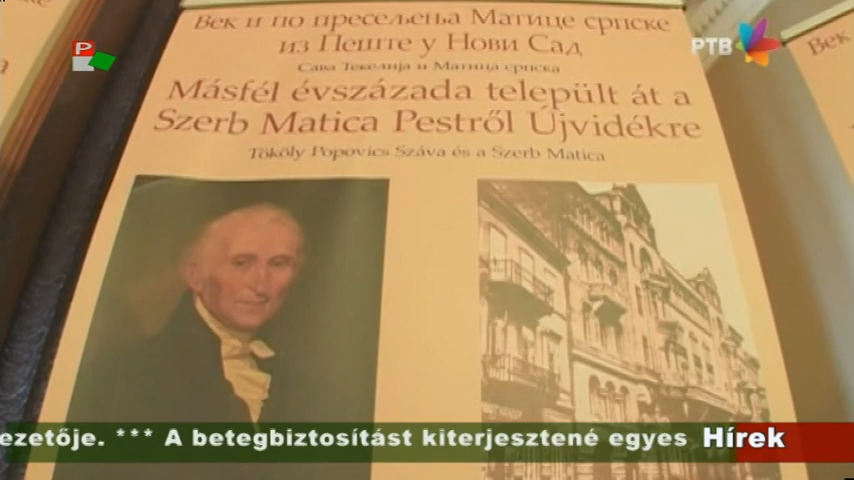 Век и по пресељења Матице српске
из Пеште у Нови Сад
Сава Текелија и Матица српска
Másfél évszázada települt át a
Szerb Matica Pestről Újvidékre
Tököly Popovics Száva és a Szerb Matica
РТВ
P
Век
ezetője. *** A betegbiztosítást kiterjesztené egyes
Hírek